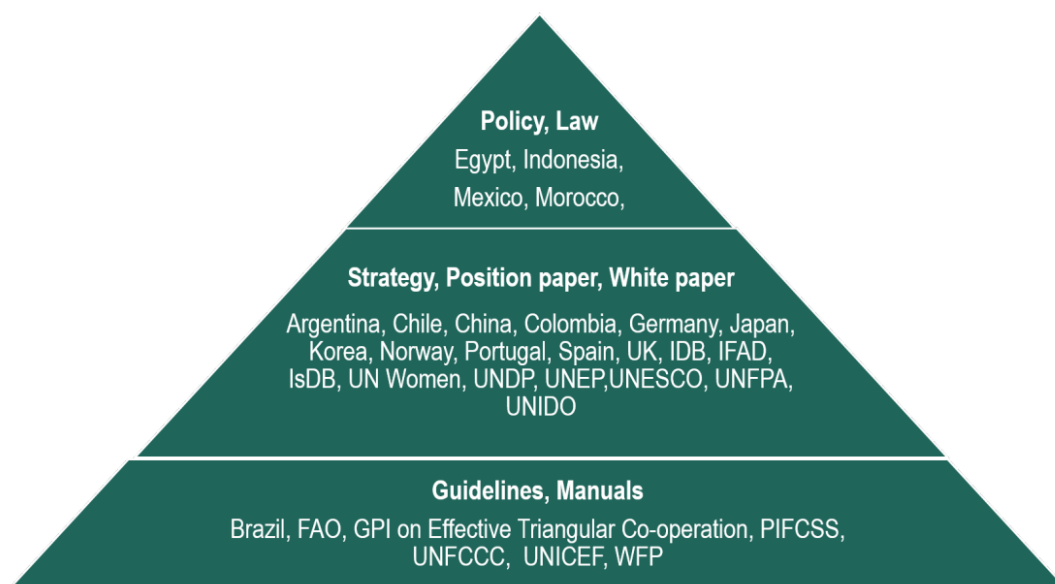 Policy, Law
Egypt, Indonesia,
Mexico, Morocco,
Strategy, Position paper, White paper
Argentina, Chile, China, Colombia, Germany, Japan,
Korea, Norway, Portugal, Spain, UK, IDB, IFAD,
IsDB, UN Women, UNDP, UNEP,UNESCO, UNFPA,
UNIDO
Guidelines, Manuals
Brazil, FAO, GPI on Effective Triangular Co-operation, PIFCSS,
UNFCCC,  UNICEF, WFP